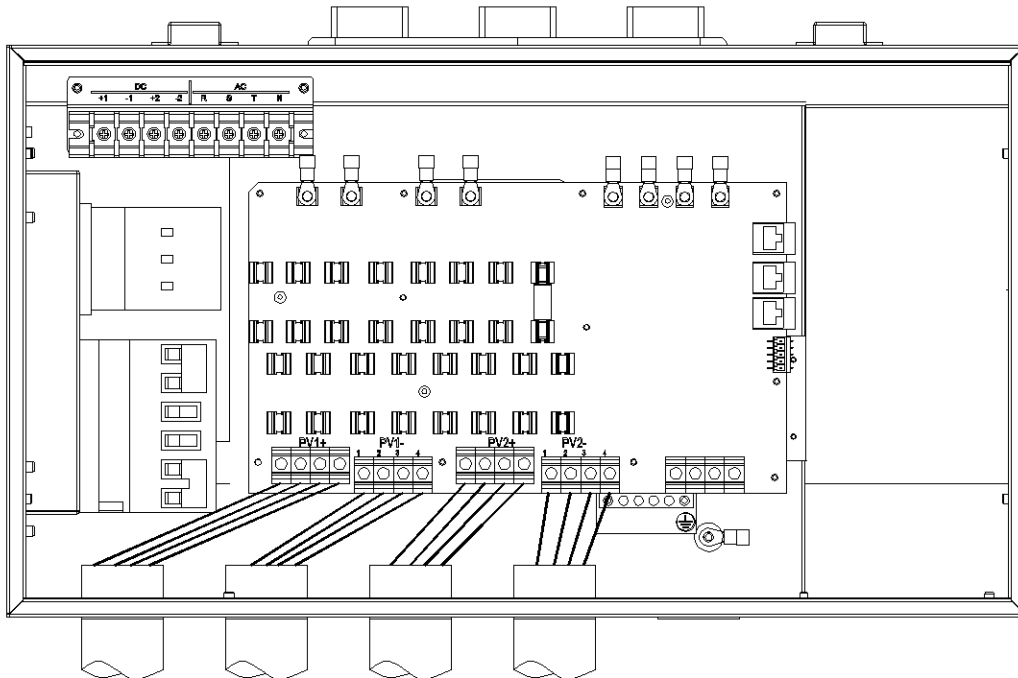 DC AC
+1 -1 +2 -2 R S T N
PV1+ PV1- PV2+ PV2-
1 2 3 4 1 2 3 4